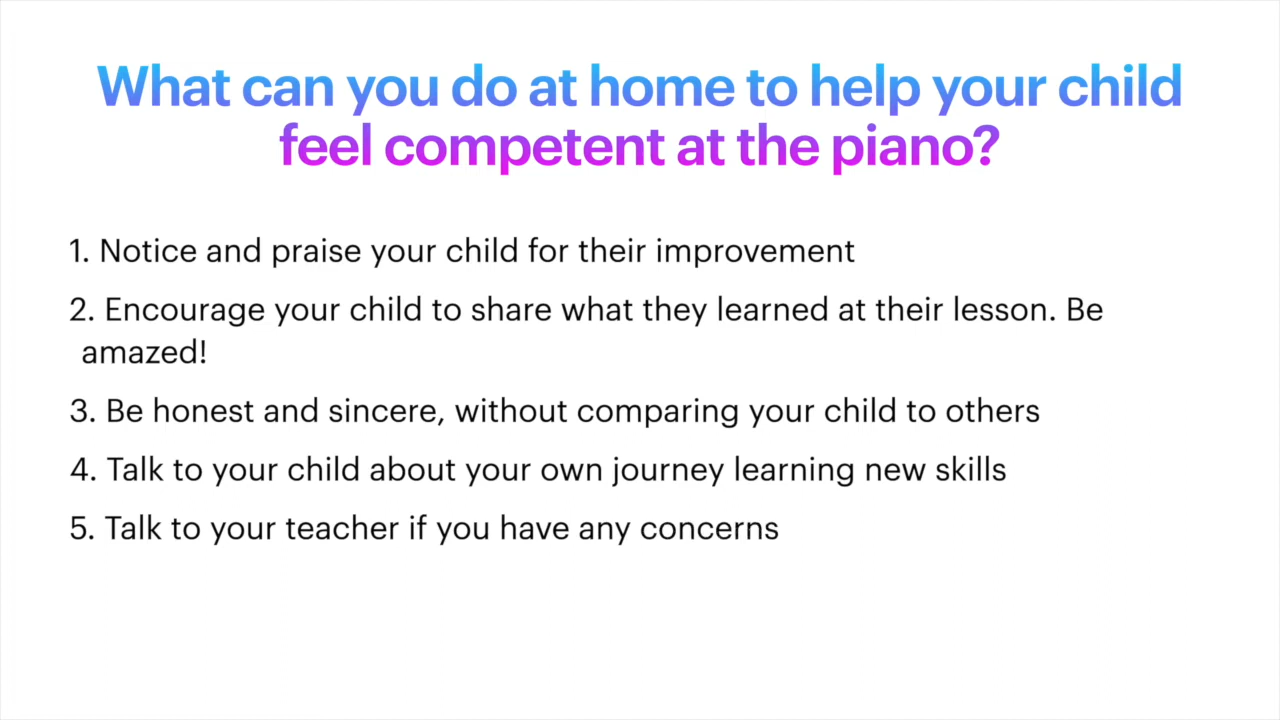 What can you do at home to help your child
feel competent at the piano?
1. Notice and praise your child for their improvement
2. Encourage your child to share what they learned at their lesson. Be
amazed!
3. Be honest and sincere, without comparing your child to others
4. Talk to your child about your own journey learning new skills
5. Talk to your teacher if you have any concerns